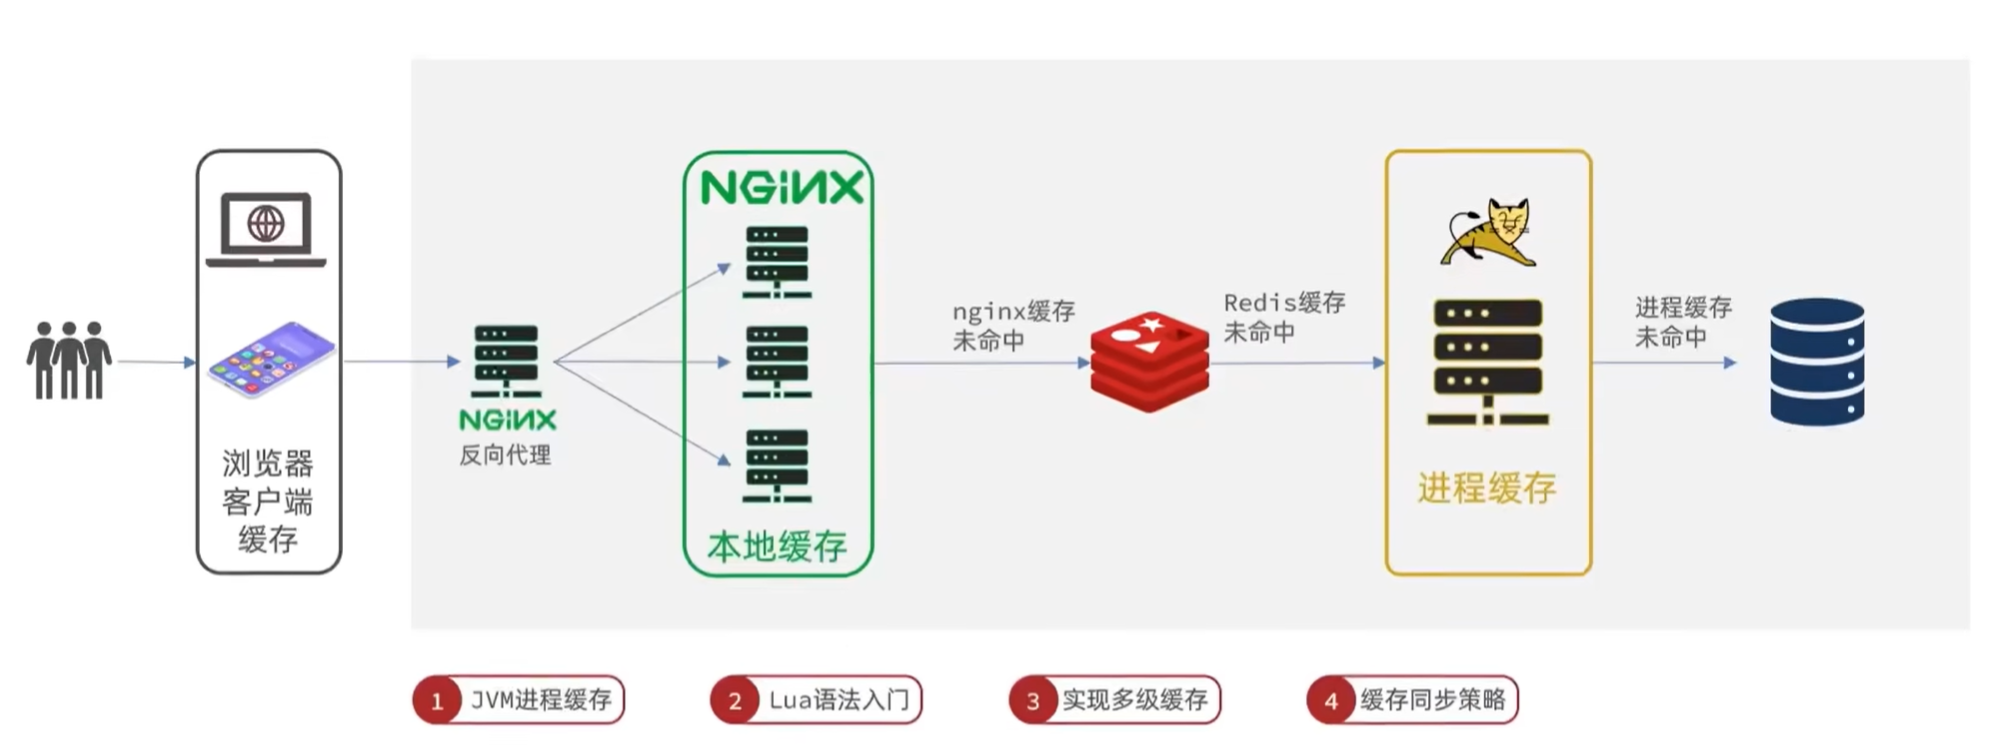 浏览器
客户端
缓存
NGINX
反向代理
NGINX
本地缓存
nginx缓存
未命中
Redis缓存
未命中
进程缓存
进程缓存
未命中
1 JVM进程缓存
2 Lua语法入门
3 实现多级缓存
4 缓存同步策略